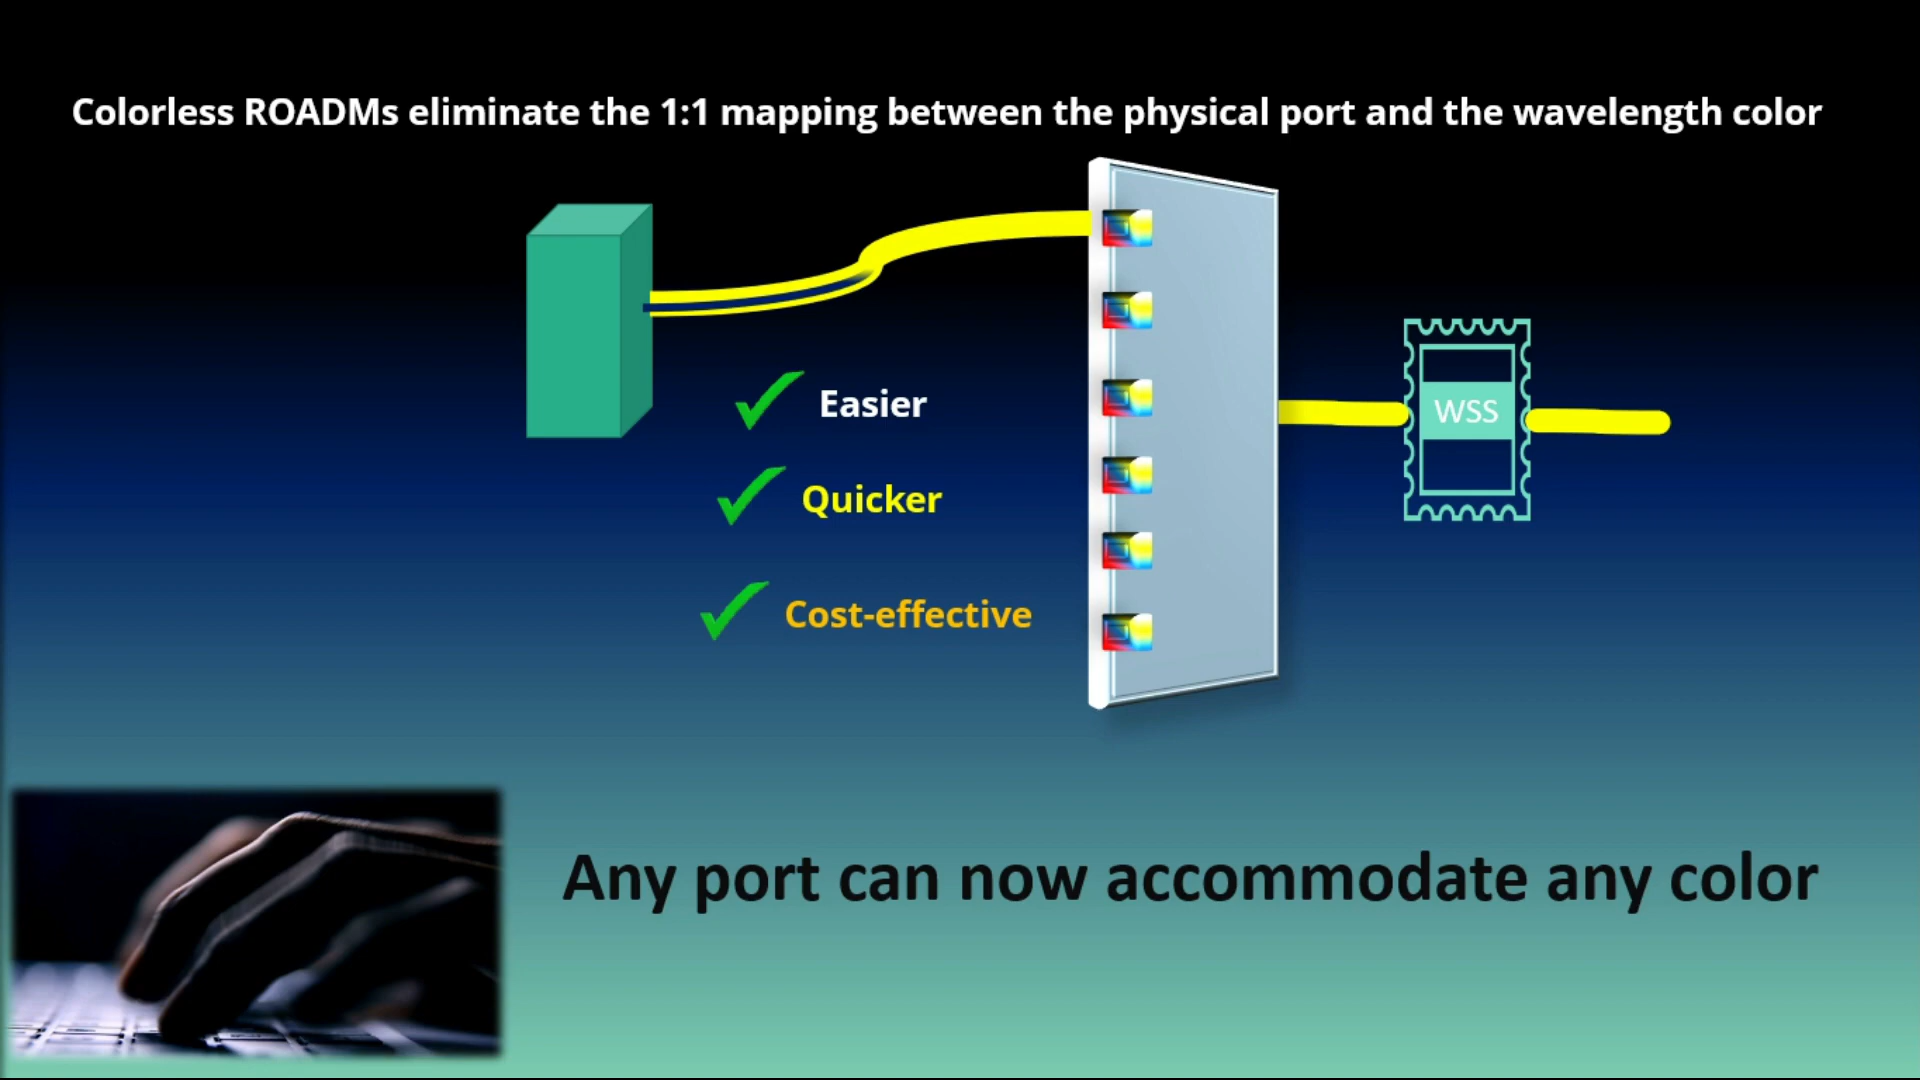 Colorless ROADMs eliminate the 1:1 mapping between the physical port and the wavelength color
Easier
WSS
Quicker
Cost-effective
Any port can now accommodate any color